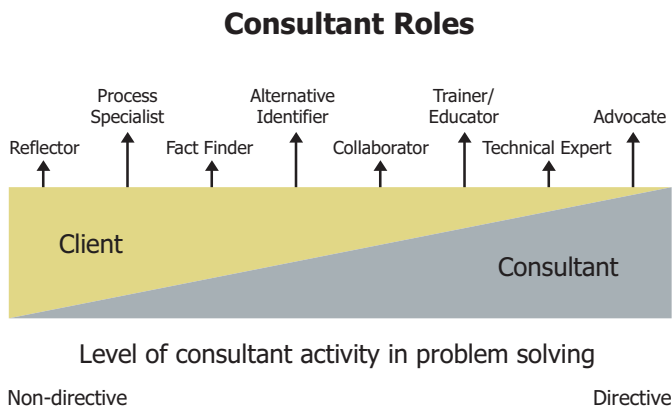 Consultant Roles
Process
Specialist
Alternative
Identifier
Trainer/
Educator
Advocate
Reflector
Fact Finder
Collaborator
Technical Expert
Client
Consultant
Level of consultant activity in problem solving
Non-directive
Directive